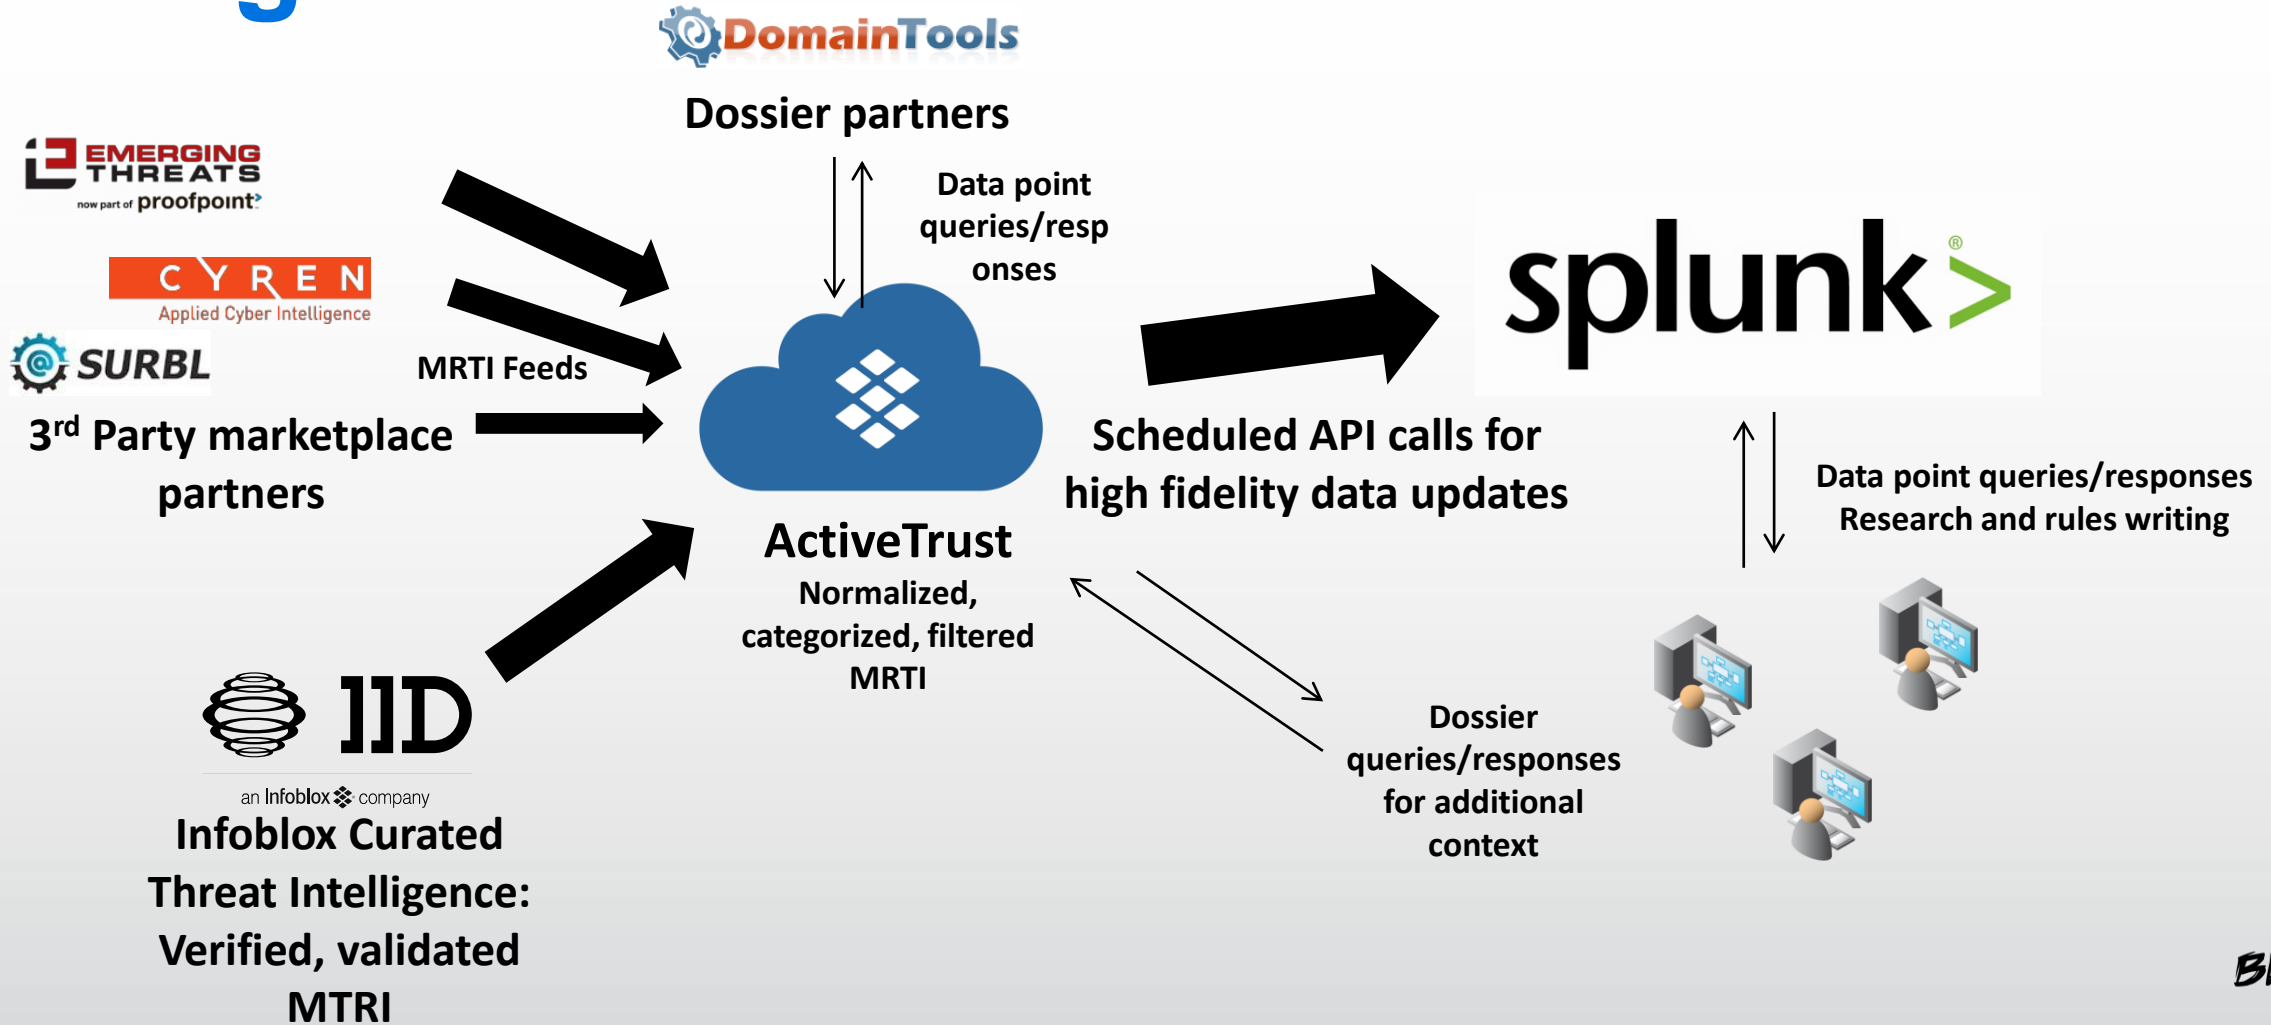 DomainTools
Dossier partners
EMERGING
THREATS
now part of proofpoint
Data point
queries/resp
onses
CYREN
Applied Cyber Intelligence
SURBL
MRTI Feeds
3rd Party marketplace
partners
splunk>®
Scheduled API calls for
high fidelity data updates
Data point queries/responses
Research and rules writing
ActiveTrust
Normalized,
categorized, filtered
MRTI
IID
an Infoblox company
Infoblox Curated
Threat Intelligence:
Verified, validated
MTRI
Dossier
queries/responses
for additional
context